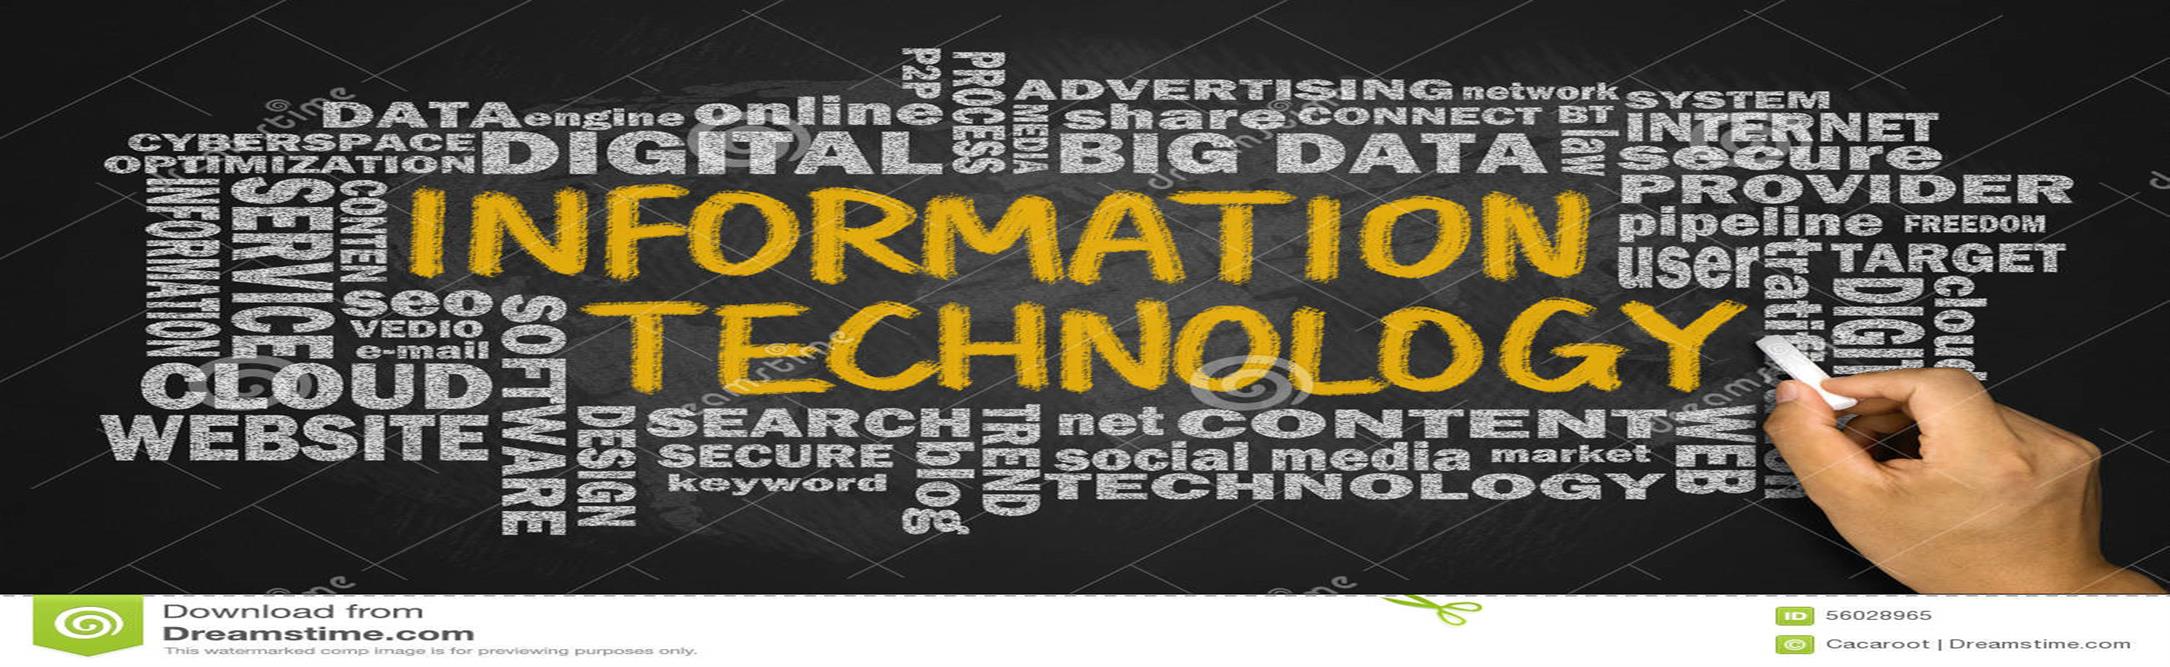 P2P
PROCESS
ADVERTISING network
SYSTEM
DATA engine online
MEDIA
share CONNECT BT
law
INTERNET
CYBERSPACE
DIGITAL
BIG DATA
secure
OPTIMIZATION
PROVIDER
INFORMATION
SERVICE
CONTEN
INFORMATION
pipeline FREEDOM
user
traffic
TARGET
DIGIT
cloud
seo
SOFTWARE
TECHNOLOGY
VEDIO
e-mail
CLOUD
WEBSITE
DESIGN
SEARCH
blog
TREND
net CONTENT
WEB
SECURE
social media market
keyword
TECHNOLOGY
Download from
Dreamstime.com
This watermarked comp image is for previewing purposes only.
ID 56028965
© Cacaroot | Dreamstime.com